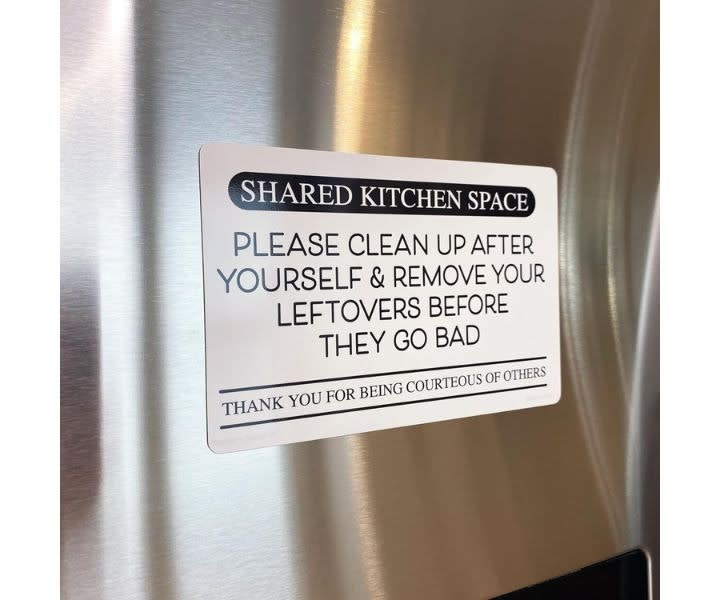 SHARED KITCHEN SPACE
PLEASE CLEAN UP AFTER
YOURSELF & REMOVE YOUR
LEFTOVERS BEFORE
THEY GO BAD
THANK YOU FOR BEING COURTEOUS OF OTHERS